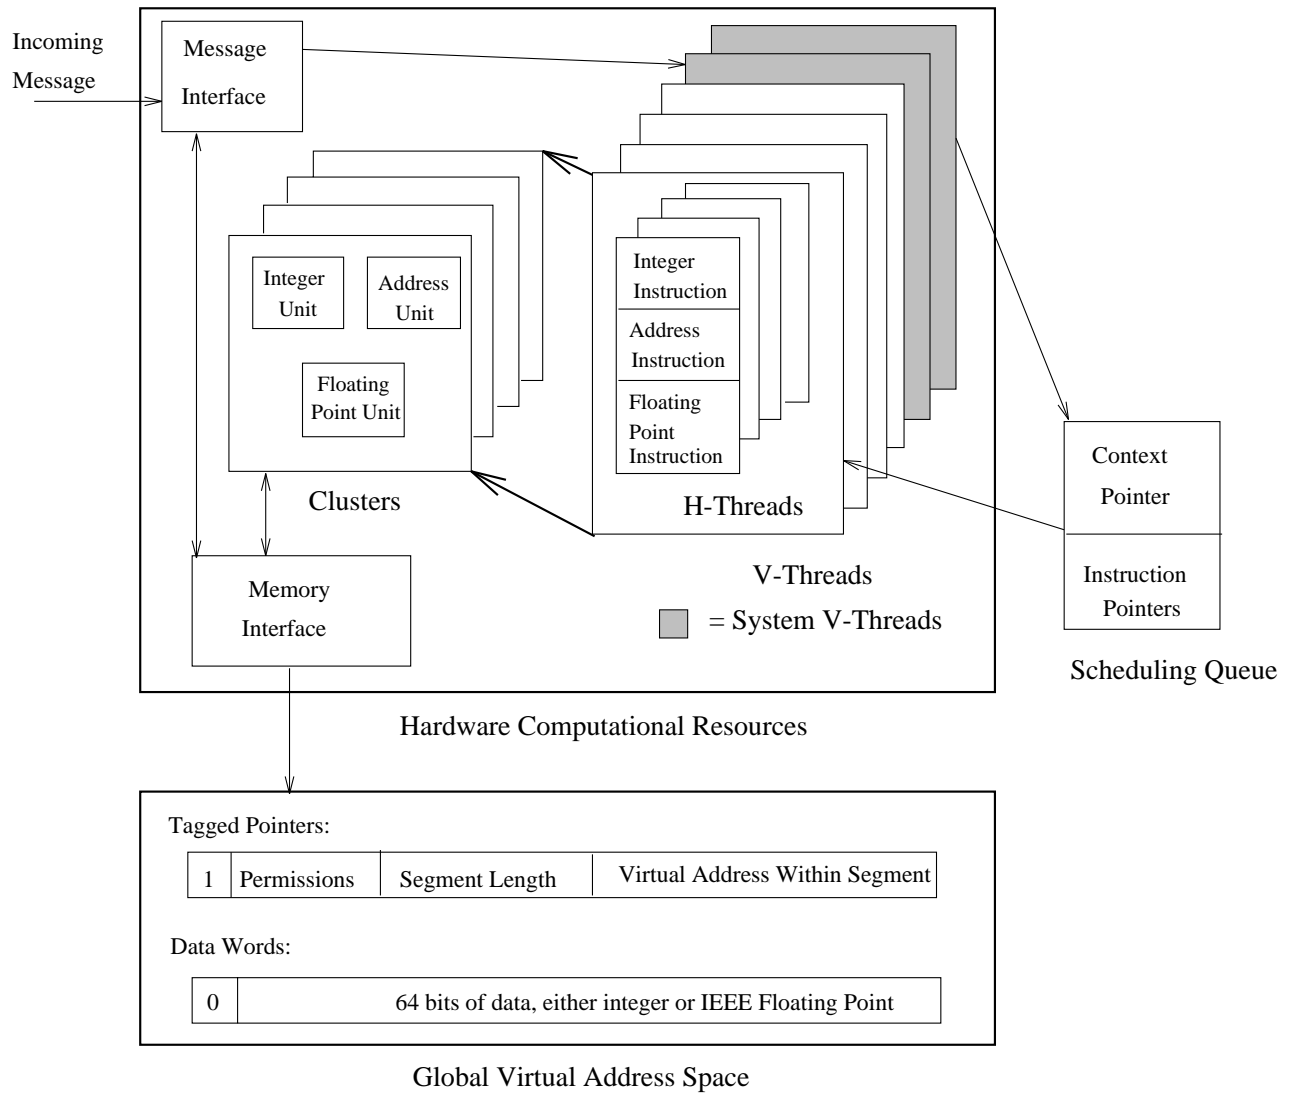 Incoming
Message
Message
Interface
Integer
Unit
Address
Unit
Floating
Point Unit
Clusters
Integer
Instruction
Address
Instruction
Floating
Point
Instruction
H-Threads
V-Threads
= System V-Threads
Context
Pointer
Instruction
Pointers
Scheduling Queue
Memory
Interface
Hardware Computational Resources
Tagged Pointers:
1 Permissions Segment Length Virtual Address Within Segment
Data Words:
0 64 bits of data, either integer or IEEE Floating Point
Global Virtual Address Space